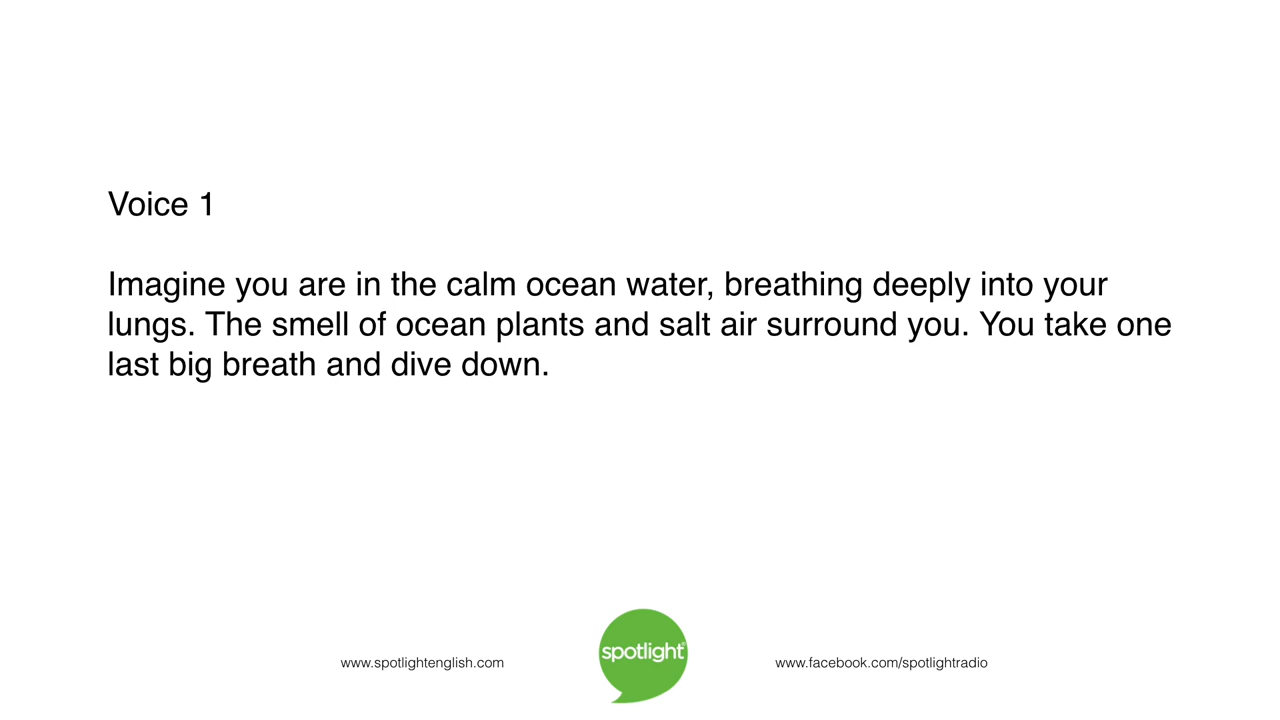 Voice 1
Imagine you are in the calm ocean water, breathing deeply into your
lungs. The smell of ocean plants and salt air surround you. You take one
last big breath and dive down.
www.spotlightenglish.com
spotlight®
www.facebook.com/spotlightradio